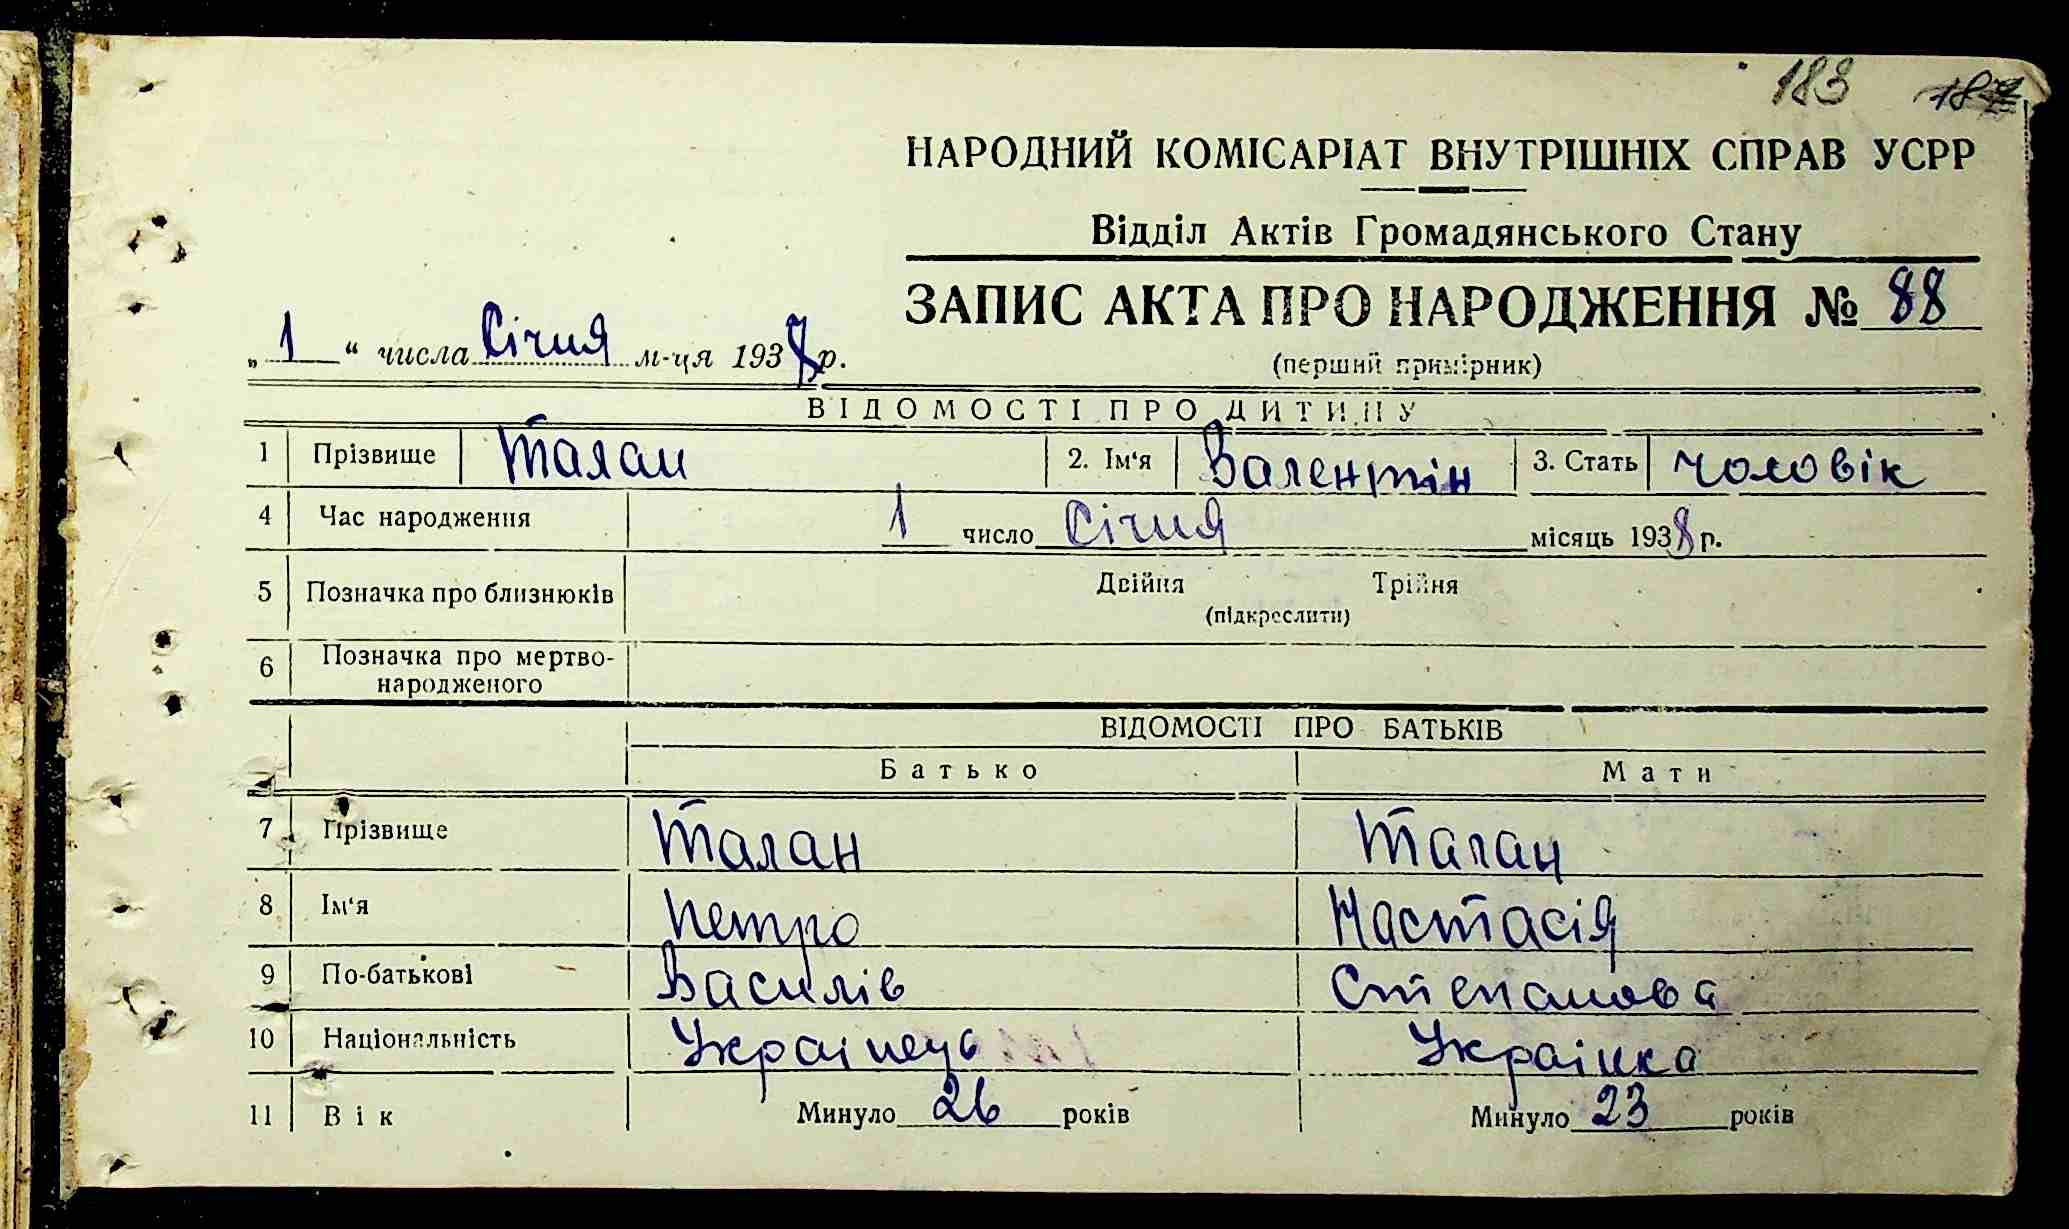 183 187
НАРОДНИЙ КОМІСАРІАТ ВНУТРІШНІХ СПРАВ УСРР
Відділ Актів Громадянського Стану
ЗАПИС АКТА ПРО НАРОДЖЕННЯ № 88
„ 1 “ числа Січня м-ця 1938 р.
(перший примірник)
ВІДОМОСТІ ПРО ДИТИНУ
1 Прізвище Талан 2. Ім'я Валентін 3. Стать чоловік
4 Час народження 1 число Січня місяць 1938 р.
5 Позначка про близнюків Двійня Трійня
(підкреслити)
6 Позначка про мертво-
народженого
ВІДОМОСТІ ПРО БАТЬКІВ
Батько Мати
7 Прізвище Талан Талан
8 Ім'я Петро Настасія
9 По-батькові Василів Степанова
10 Національність Украінець Украінка
11 Вік Минуло 26 років Минуло 23 років